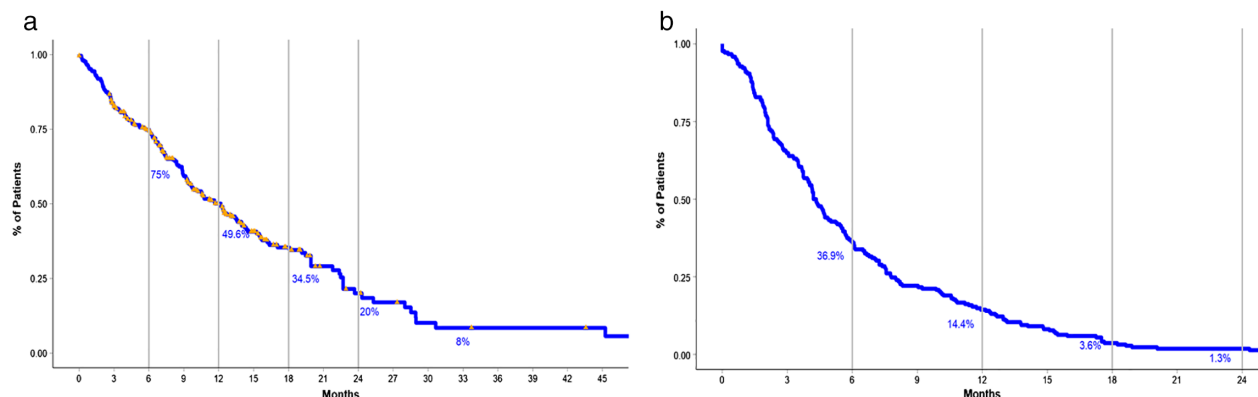 a
1.00
0.75
0.50
0.25
0.00
% of Patients
75%
49.6%
34.5%
20%
8%
0 3 6 9 12 15 18 21 24 27 30 33 36 39 42 45
Months
b
1.00
0.75
0.50
0.25
0.00
% of Patients
36.9%
14.4%
3.6%
1.3%
0 3 6 9 12 15 18 21 24
Months